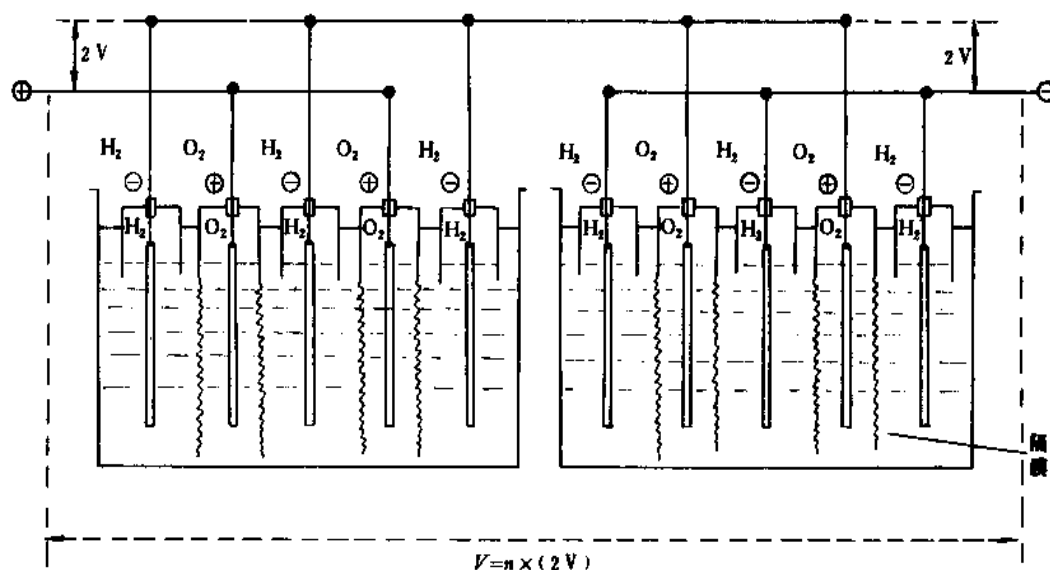 2 V 2 V
⊕ ⊖
H₂ O₂ H₂ O₂ H₂ H₂ O₂ H₂ O₂ H₂
⊖ ⊕ ⊖ ⊕ ⊖ ⊖ ⊕ ⊖ ⊕ ⊖
H₂ O₂ H₂ O₂ H₂ H₂ O₂ H₂ O₂ H₂
隔
膜
V=n×(2 V)